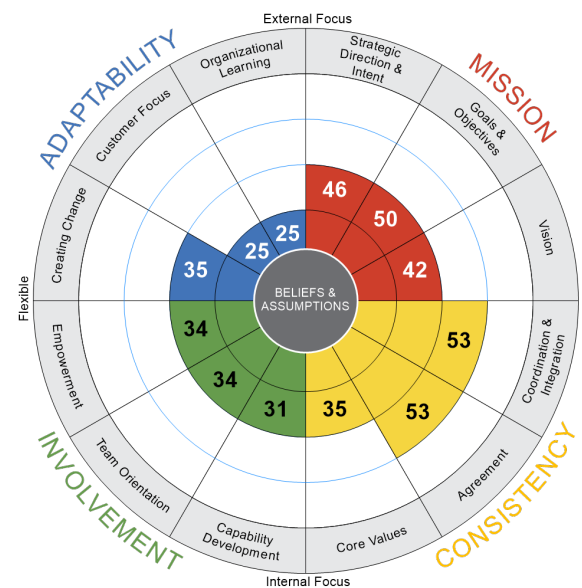 External Focus
ADAPTABILITY
MISSION
Organizational
Learning
Strategic
Direction &
Intent
Customer Focus
Goals &
Objectives
Creating Change
Vision
46
50
42
25
25
35
BELIEFS &
ASSUMPTIONS
Flexible
34
34
31
35
53
53
Empowerment
Coordination &
Integration
Team Orientation
Agreement
Capability
Development
Core Values
INVOLVEMENT
CONSISTENCY
Internal Focus